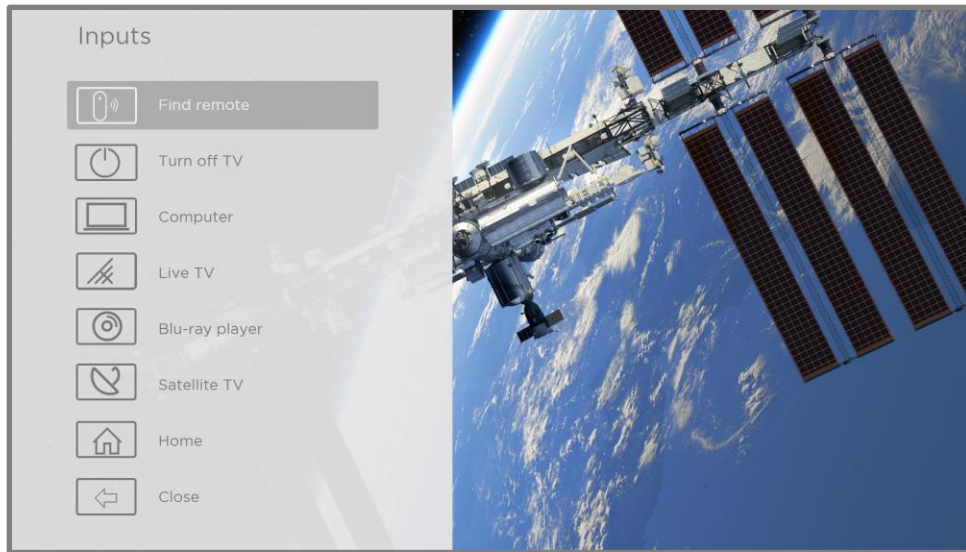 Inputs
Find remote
Turn off TV
Computer
Live TV
Blu-ray player
Satellite TV
Home
Close